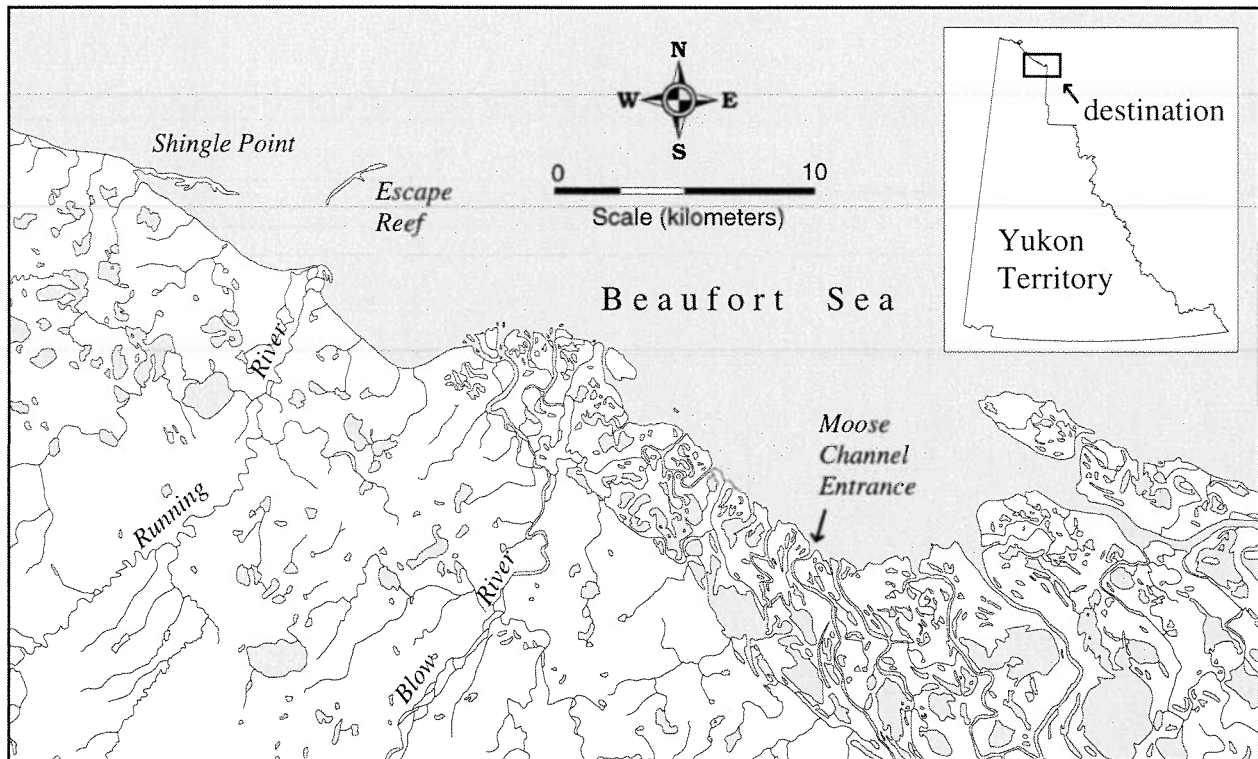 N
W
E
S
0
10
Scale (kilometers)
Shingle Point
Escape
Reef
Beaufort Sea
destination
Yukon
Territory
River
Running
Moose
Channel
Entrance
River
Blow